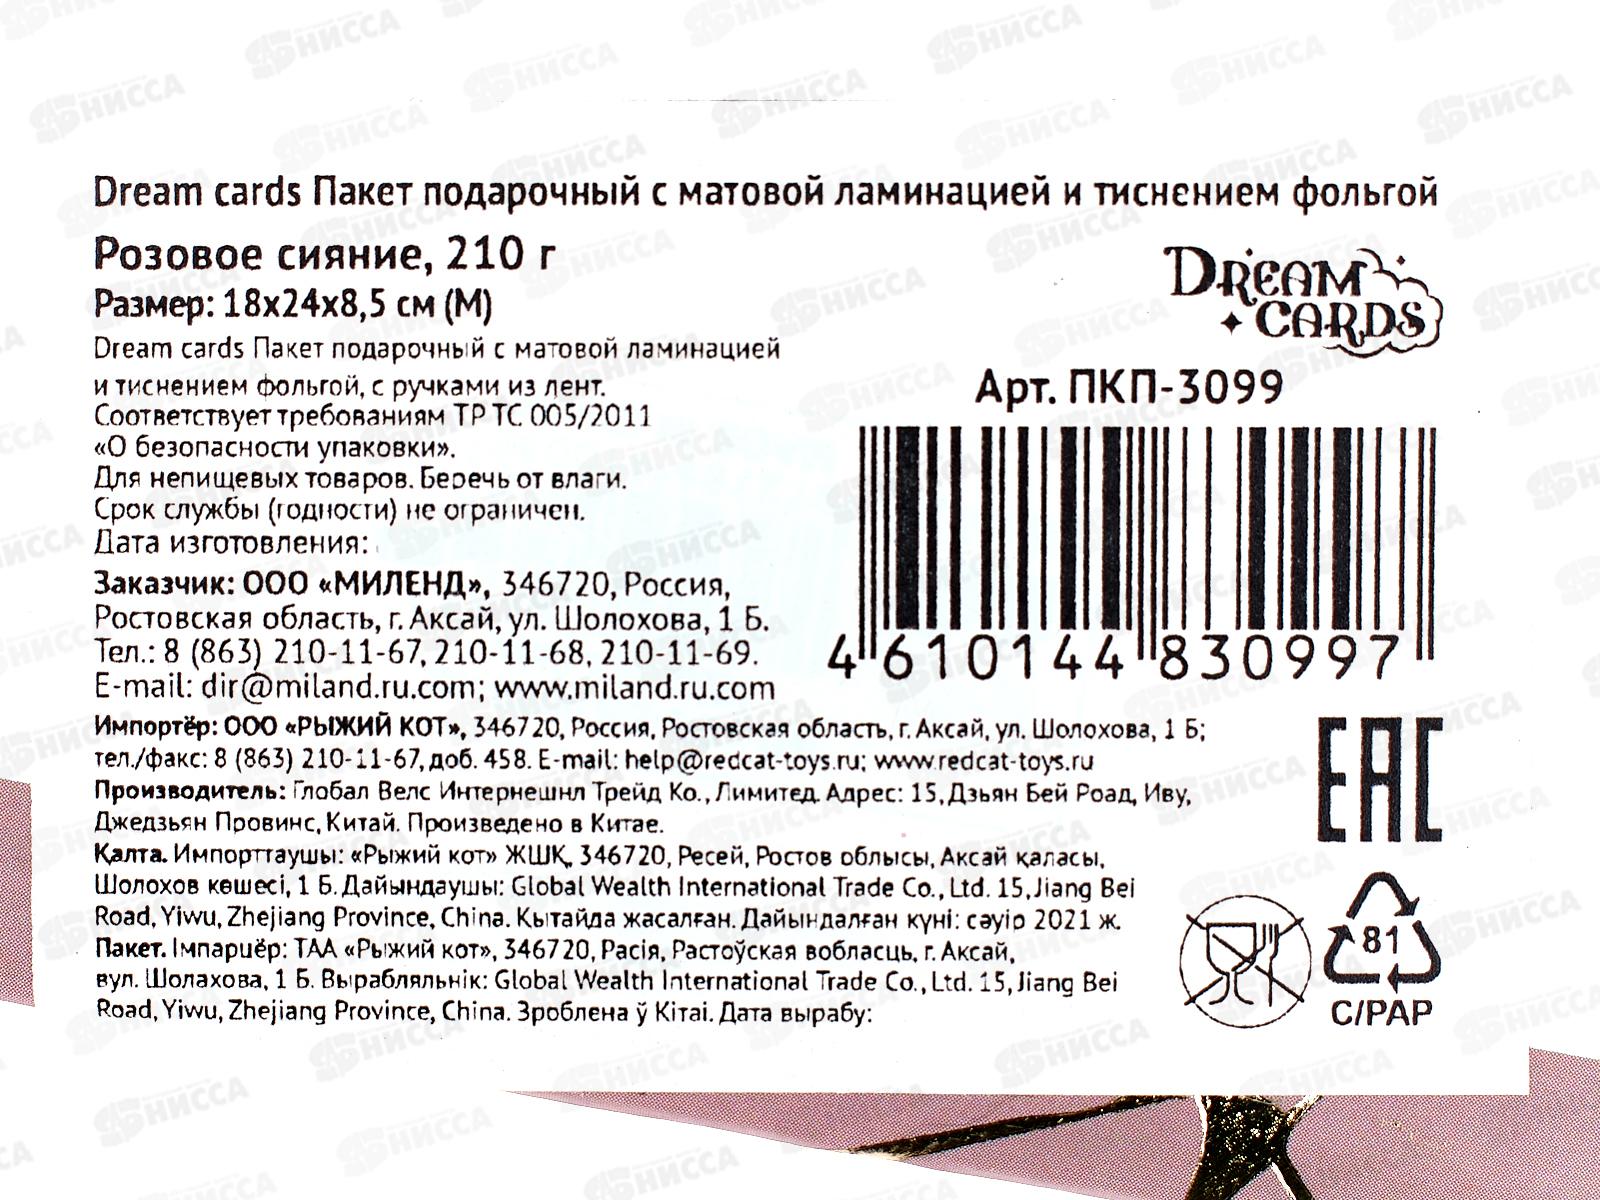 Dream cards Пакет подарочный с матовой ламинацией и тиснением фольгой
Розовое сияние, 210 г
Размер: 18х24х8,5 см (М)
DREAM
CARDS
Dream cards Пакет подарочный с матовой ламинацией
и тиснением фольгой, с ручками из лент.
Соответствует требованиям ТР ТС 005/2011
«О безопасности упаковки».
Для непищевых товаров. Беречь от влаги.
Срок службы (годности) не ограничен.
Дата изготовления:
Арт. ПКП-3099
4 610144 830997
Заказчик: ООО «МИЛЕНД», 346720, Россия,
Ростовская область, г. Аксай, ул. Шолохова, 1 Б.
Тел.: 8 (863) 210-11-67, 210-11-68, 210-11-69.
E-mail: dir@miland.ru.com; www.miland.ru.com
Импортёр: ООО «РЫЖИЙ КОТ», 346720, Россия, Ростовская область, г. Аксай, ул. Шолохова, 1 Б;
тел./факс: 8 (863) 210-11-67, доб. 458. E-mail: help@redcat-toys.ru; www.redcat-toys.ru
Производитель: Глобал Велс Интернешнл Трейд Ко., Лимитед. Адрес: 15, Дзьян Бей Роад, Иву,
Джедзьян Провинс, Китай. Произведено в Китае.
Қалта. Импорттаушы: «Рыжий кот» ЖШҚ, 346720, Ресей, Ростов облысы, Аксай қаласы,
Шолохов көшесі, 1 Б. Дайындаушы: Global Wealth International Trade Co., Ltd. 15, Jiang Bei
Road, Yiwu, Zhejiang Province, China. Қытайда жасалған. Дайындалған күні: сәуір 2021 ж.
Пакет. Імпарцёр: ТАА «Рыжий кот», 346720, Расія, Растоўская вобласць, г. Аксай,
вул. Шолахова, 1 Б. Вырабляльнік: Global Wealth International Trade Co., Ltd. 15, Jiang Bei
Road, Yiwu, Zhejiang Province, China. Зроблена ў Кітаі. Дата вырабу:
EAC
81
C/PAP
НИССА